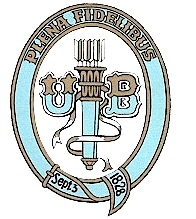 PLENA FIDELIBUS
U B
Sept. 3 1828